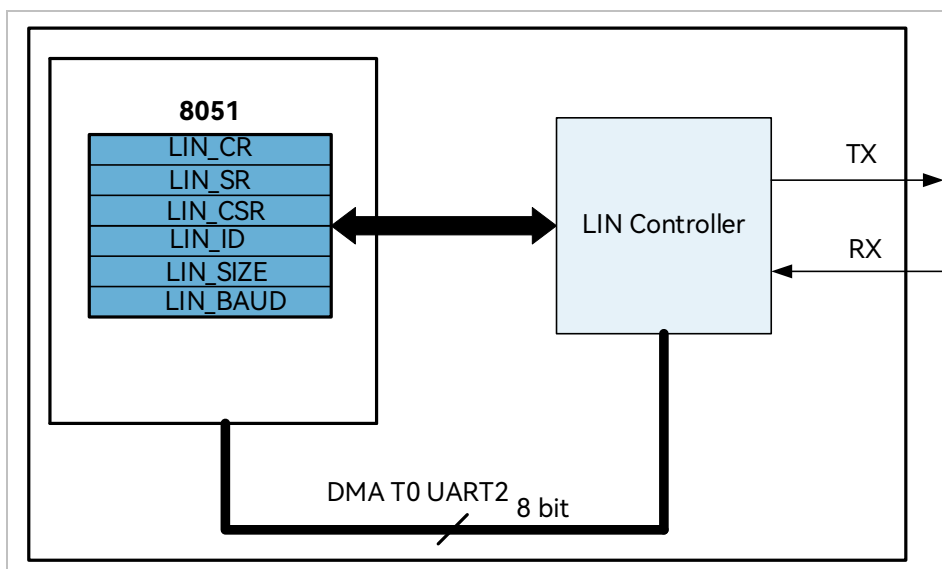 8051
LIN_CR
LIN_SR
LIN_CSR
LIN_ID
LIN_SIZE
LIN_BAUD
LIN Controller
TX
RX
DMA T0 UART2
8 bit